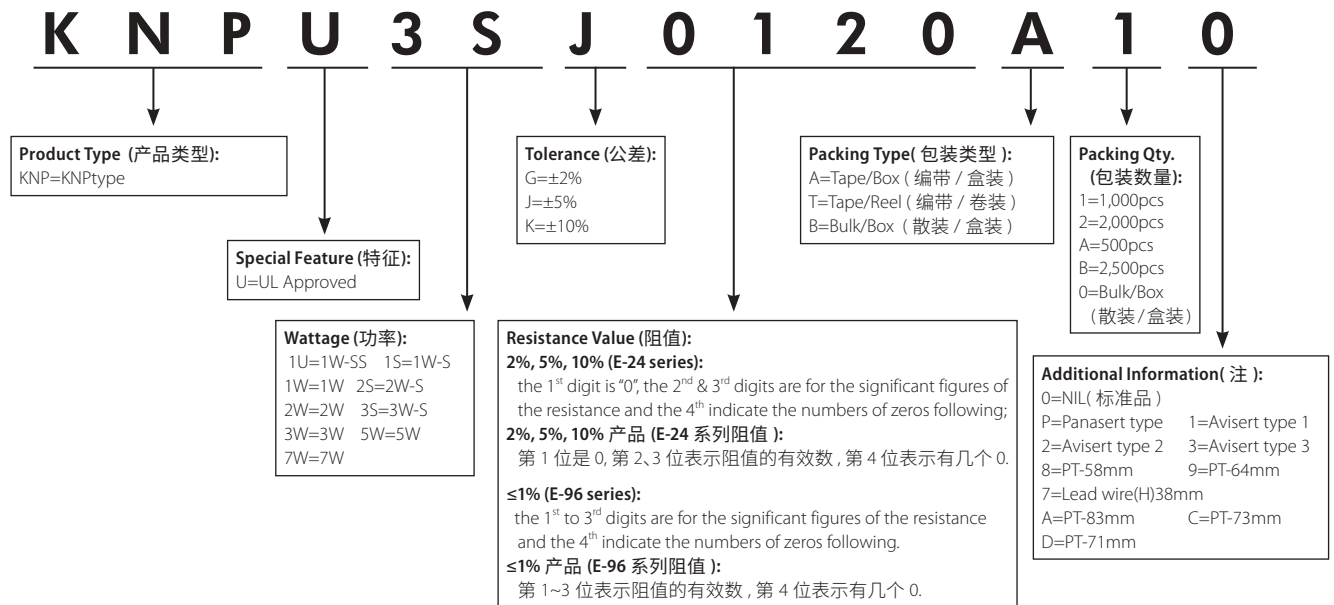 K N P U 3 S J 0 1 2 0 A 1 0
Product Type (产品类型):
KNP=KNPtype
Special Feature (特征):
U=UL Approved
Wattage (功率):
1U=1W-SS 1S=1W-S
1W=1W 2S=2W-S
2W=2W 3S=3W-S
3W=3W 5W=5W
7W=7W
Tolerance (公差):
G=±2%
J=±5%
K=±10%
Resistance Value (阻值):
2%, 5%, 10% (E-24 series):
the 1st digit is "0", the 2nd & 3rd digits are for the significant figures of
the resistance and the 4th indicate the numbers of zeros following;
2%, 5%, 10% 产品 (E-24 系列阻值 ):
第 1 位是 0, 第 2、3 位表示阻值的有效数 , 第 4 位表示有几个 0.
≤1% (E-96 series):
the 1st to 3rd digits are for the significant figures of the resistance
and the 4th indicate the numbers of zeros following.
≤1% 产品 (E-96 系列阻值 ):
第 1~3 位表示阻值的有效数 , 第 4 位表示有几个 0.
Packing Type( 包装类型 ):
A=Tape/Box ( 编带 / 盒装 )
T=Tape/Reel ( 编带 / 卷装 )
B=Bulk/Box ( 散装 / 盒装 )
Packing Qty.
(包装数量):
1=1,000pcs
2=2,000pcs
A=500pcs
B=2,500pcs
0=Bulk/Box
(散装/盒装)
Additional Information( 注 ):
0=NIL( 标准品 )
P=Panasert type 1=Avisert type 1
2=Avisert type 2 3=Avisert type 3
8=PT-58mm 9=PT-64mm
7=Lead wire(H)38mm
A=PT-83mm C=PT-73mm
D=PT-71mm